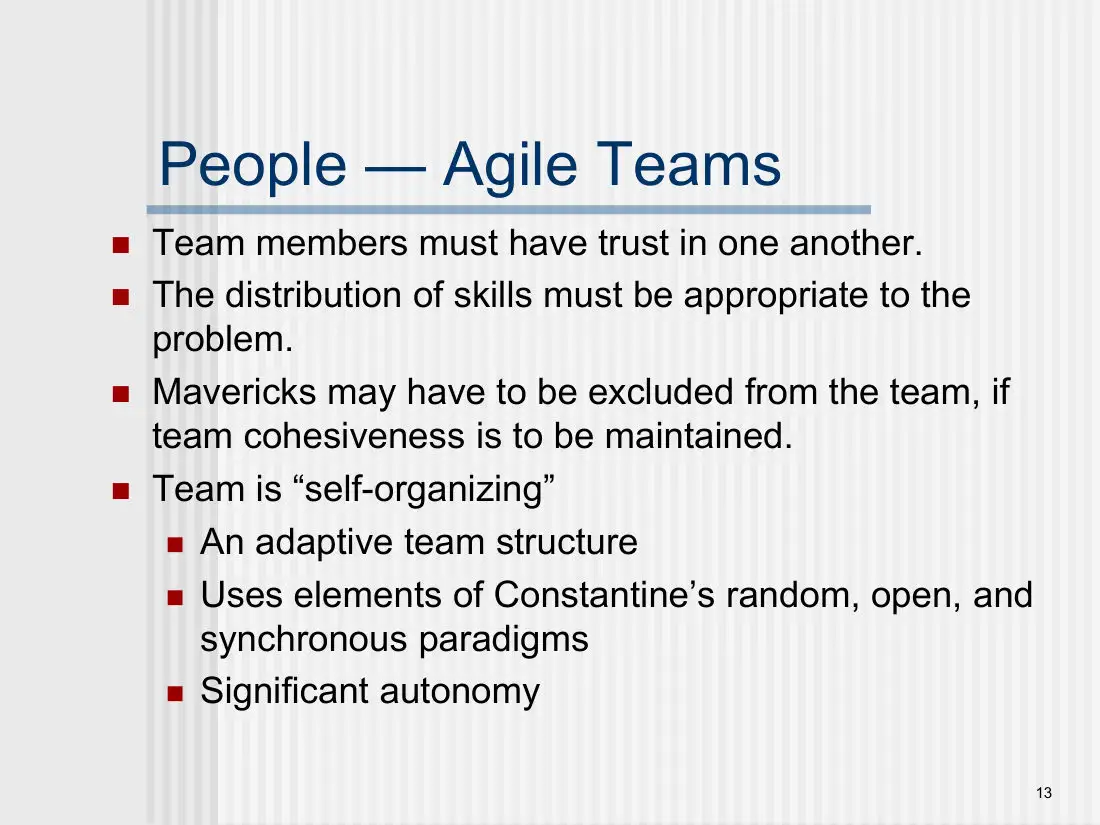 People — Agile Teams
Team members must have trust in one another.
The distribution of skills must be appropriate to the
problem.
Mavericks may have to be excluded from the team, if
team cohesiveness is to be maintained.
Team is “self-organizing”
An adaptive team structure
Uses elements of Constantine’s random, open, and
synchronous paradigms
Significant autonomy
13